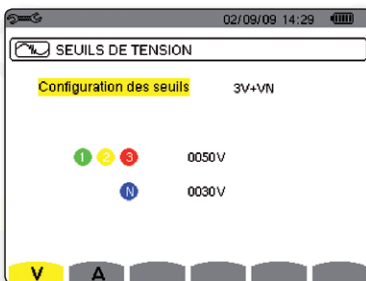 02/09/09 14:29
SEUILS DE TENSION
Configuration des seuils 3V+VN
1 2 3 0050V
N 0030V
V A